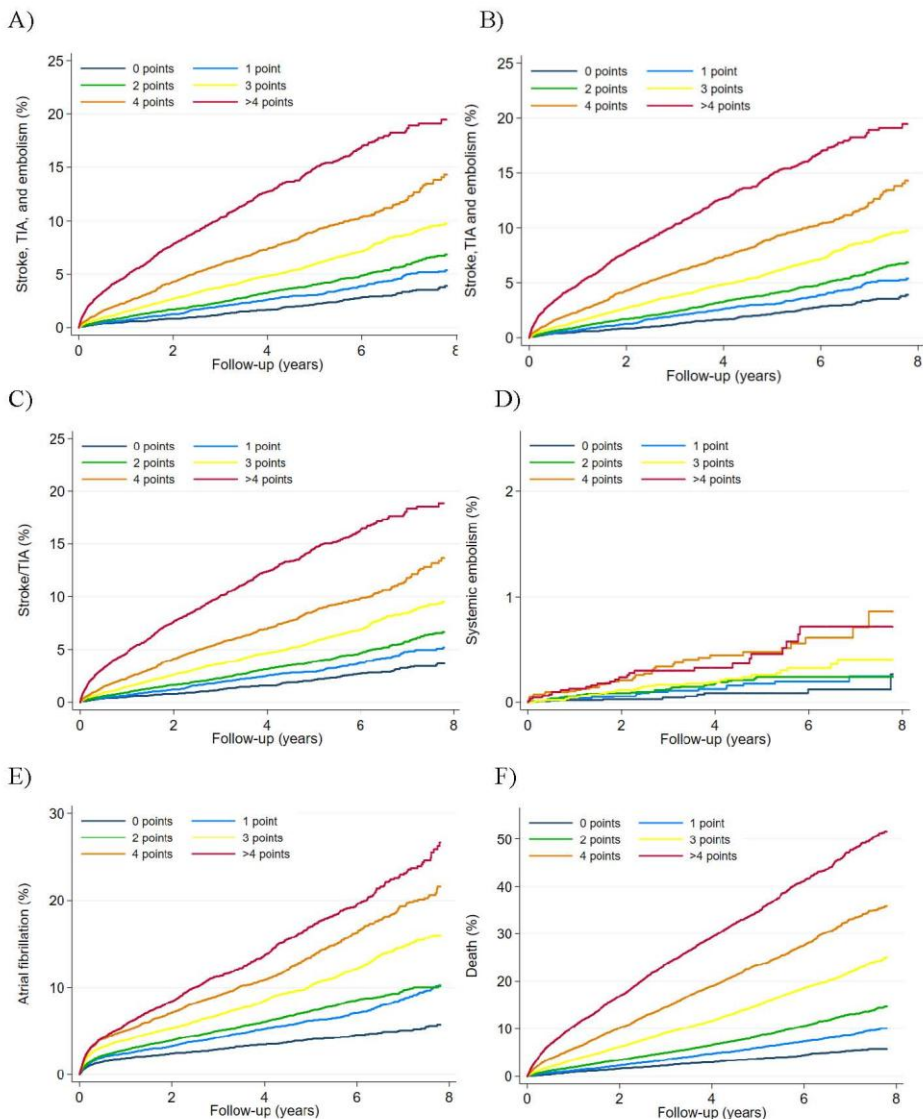 A)
Stroke, TIA, and embolism (%)
25
20
15
10
5
0
0 points
1 point
2 points
3 points
4 points
>4 points
0 2 4 6 8
Follow-up (years)
B)
Stroke, TIA and embolism (%)
25
20
15
10
5
0
0 points
1 point
2 points
3 points
4 points
>4 points
0 2 4 6 8
Follow-up (years)
C)
Stroke/TIA (%)
25
20
15
10
5
0
0 points
1 point
2 points
3 points
4 points
>4 points
0 2 4 6 8
Follow-up (years)
D)
Systemic embolism (%)
2
1
0
0 points
1 point
2 points
3 points
4 points
>4 points
0 2 4 6 8
Follow-up (years)
E)
Atrial fibrillation (%)
30
20
10
0
0 points
1 point
2 points
3 points
4 points
>4 points
0 2 4 6 8
Follow-up (years)
F)
Death (%)
50
40
30
20
10
0
0 points
1 point
2 points
3 points
4 points
>4 points
0 2 4 6 8
Follow-up (years)